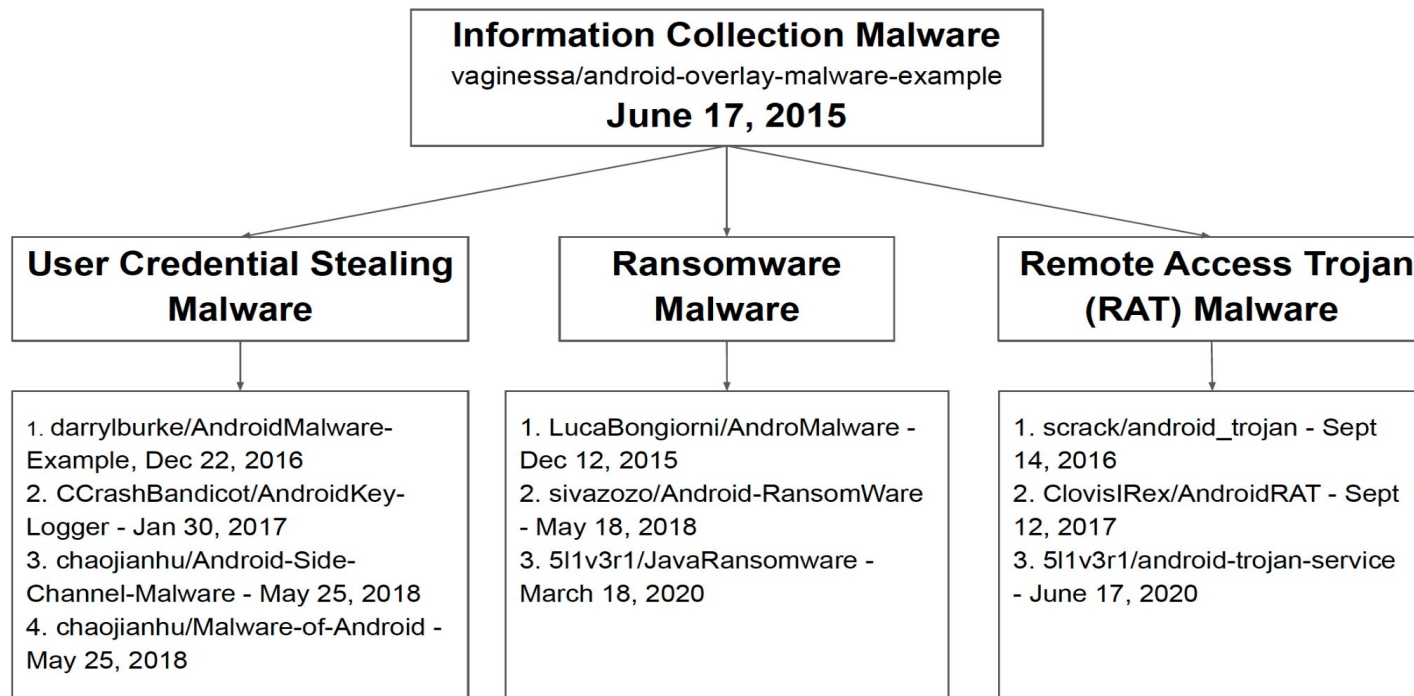 Information Collection Malware
vaginessa/android-overlay-malware-example
June 17, 2015
User Credential Stealing
Malware
Ransomware
Malware
Remote Access Trojan
(RAT) Malware
1. darrylburke/AndroidMalware-
Example, Dec 22, 2016
2. CCrashBandicot/AndroidKey-
Logger - Jan 30, 2017
3. chaojianhu/Android-Side-
Channel-Malware - May 25, 2018
4. chaojianhu/Malware-of-Android -
May 25, 2018
1. LucaBongiorni/AndroMalware -
Dec 12, 2015
2. sivazozo/Android-RansomWare
- May 18, 2018
3. 5l1v3r1/JavaRansomware -
March 18, 2020
1. scrack/android_trojan - Sept
14, 2016
2. ClovisIRex/AndroidRAT - Sept
12, 2017
3. 5l1v3r1/android-trojan-service
- June 17, 2020